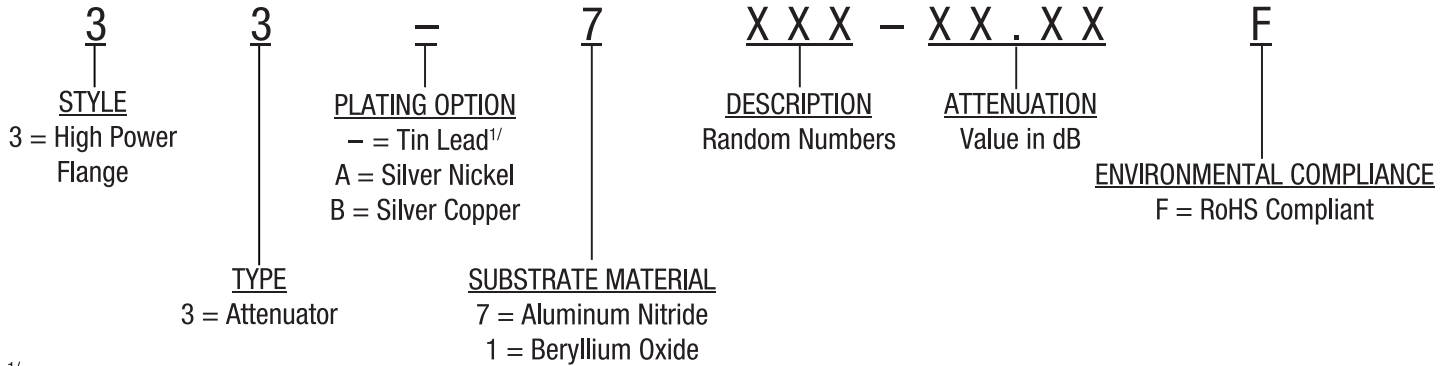 3 3 – 7 X X X – X X . X X F
STYLE
3 = High Power
Flange
PLATING OPTION
– = Tin Lead1/
A = Silver Nickel
B = Silver Copper
DESCRIPTION
Random Numbers
ATTENUATION
Value in dB
ENVIRONMENTAL COMPLIANCE
F = RoHS Compliant
TYPE
3 = Attenuator
SUBSTRATE MATERIAL
7 = Aluminum Nitride
1 = Beryllium Oxide
1/